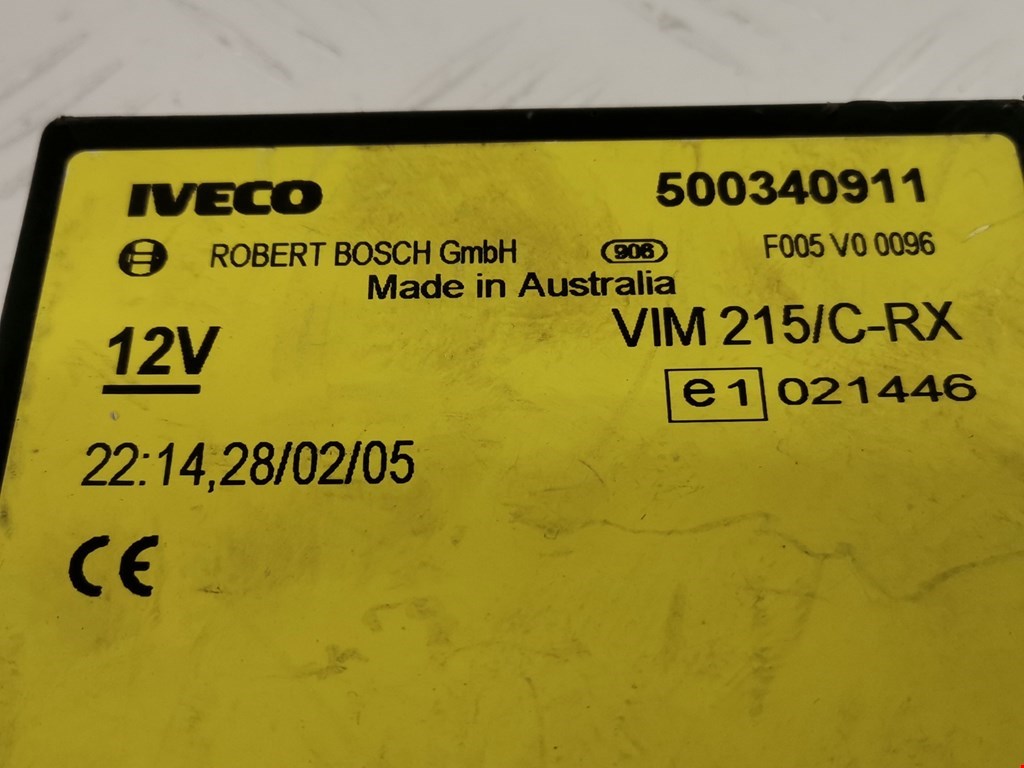 IVECO 500340911
ROBERT BOSCH GmbH 906 F005 V0 0096
Made in Australia
12V VIM 215/C-RX
e1 021446
22:14,28/02/05
CE